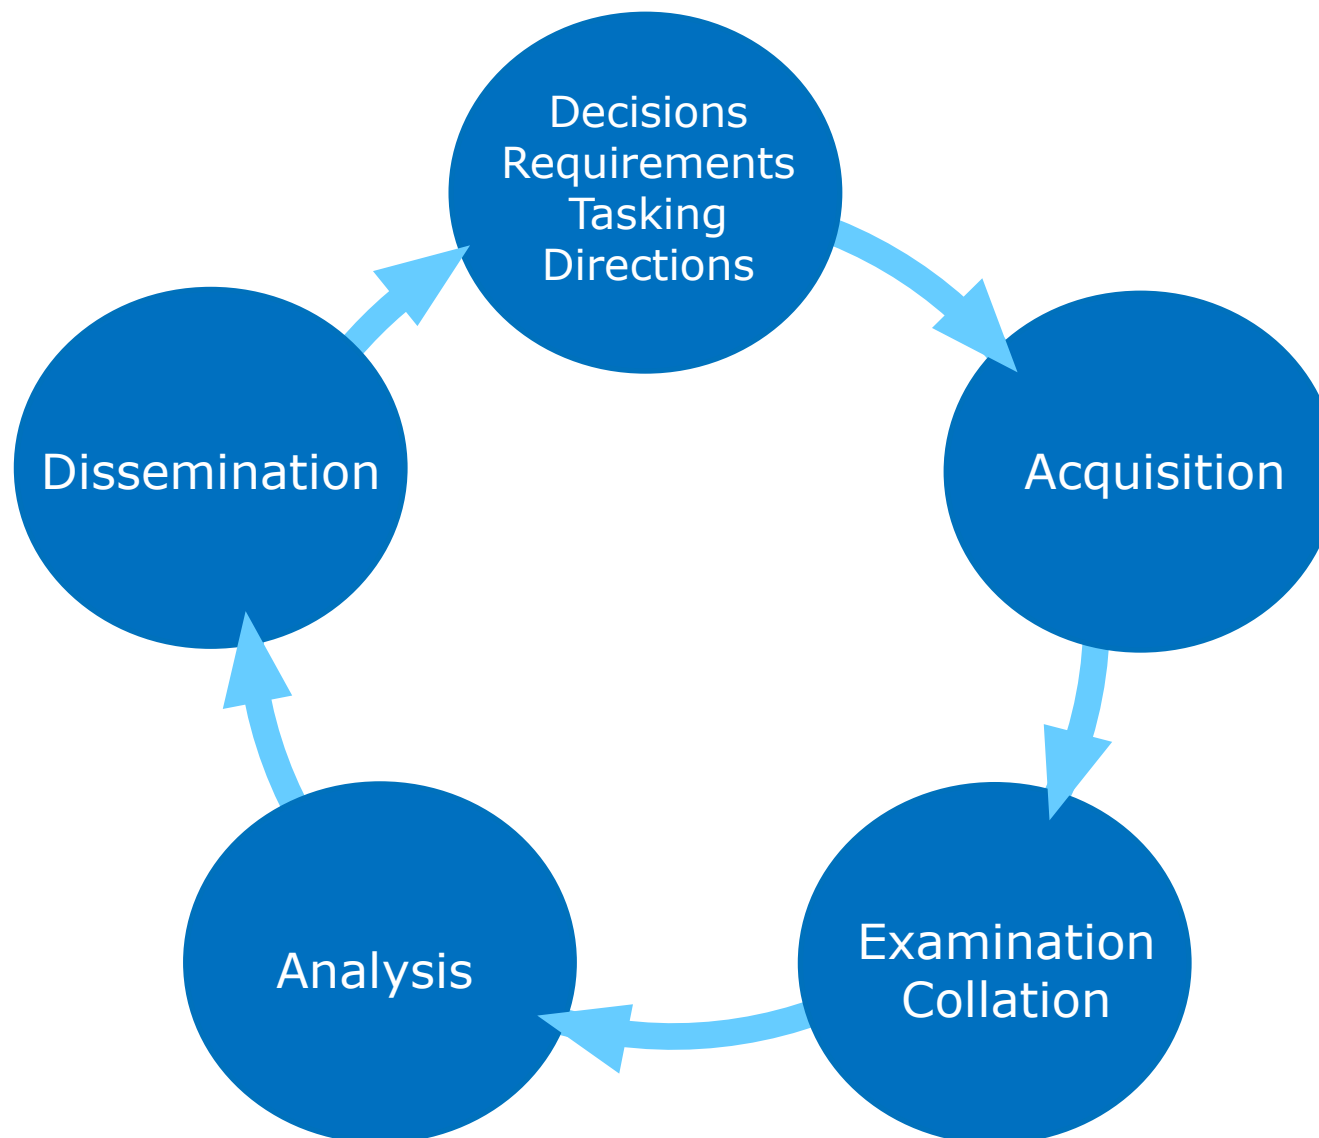 Decisions
Requirements
Tasking
Directions
Acquisition
Examination
Collation
Analysis
Dissemination